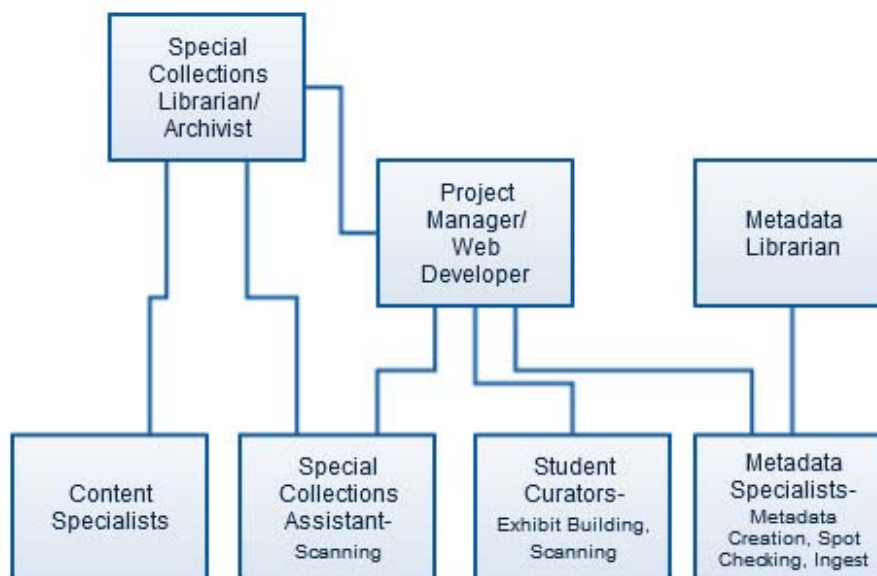 Special
Collections
Librarian/
Archivist
Project
Manager/
Web
Developer
Metadata
Librarian
Content
Specialists
Special
Collections
Assistant-
Scanning
Student
Curators-
Exhibit Building,
Scanning
Metadata
Specialists-
Metadata
Creation, Spot
Checking, Ingest